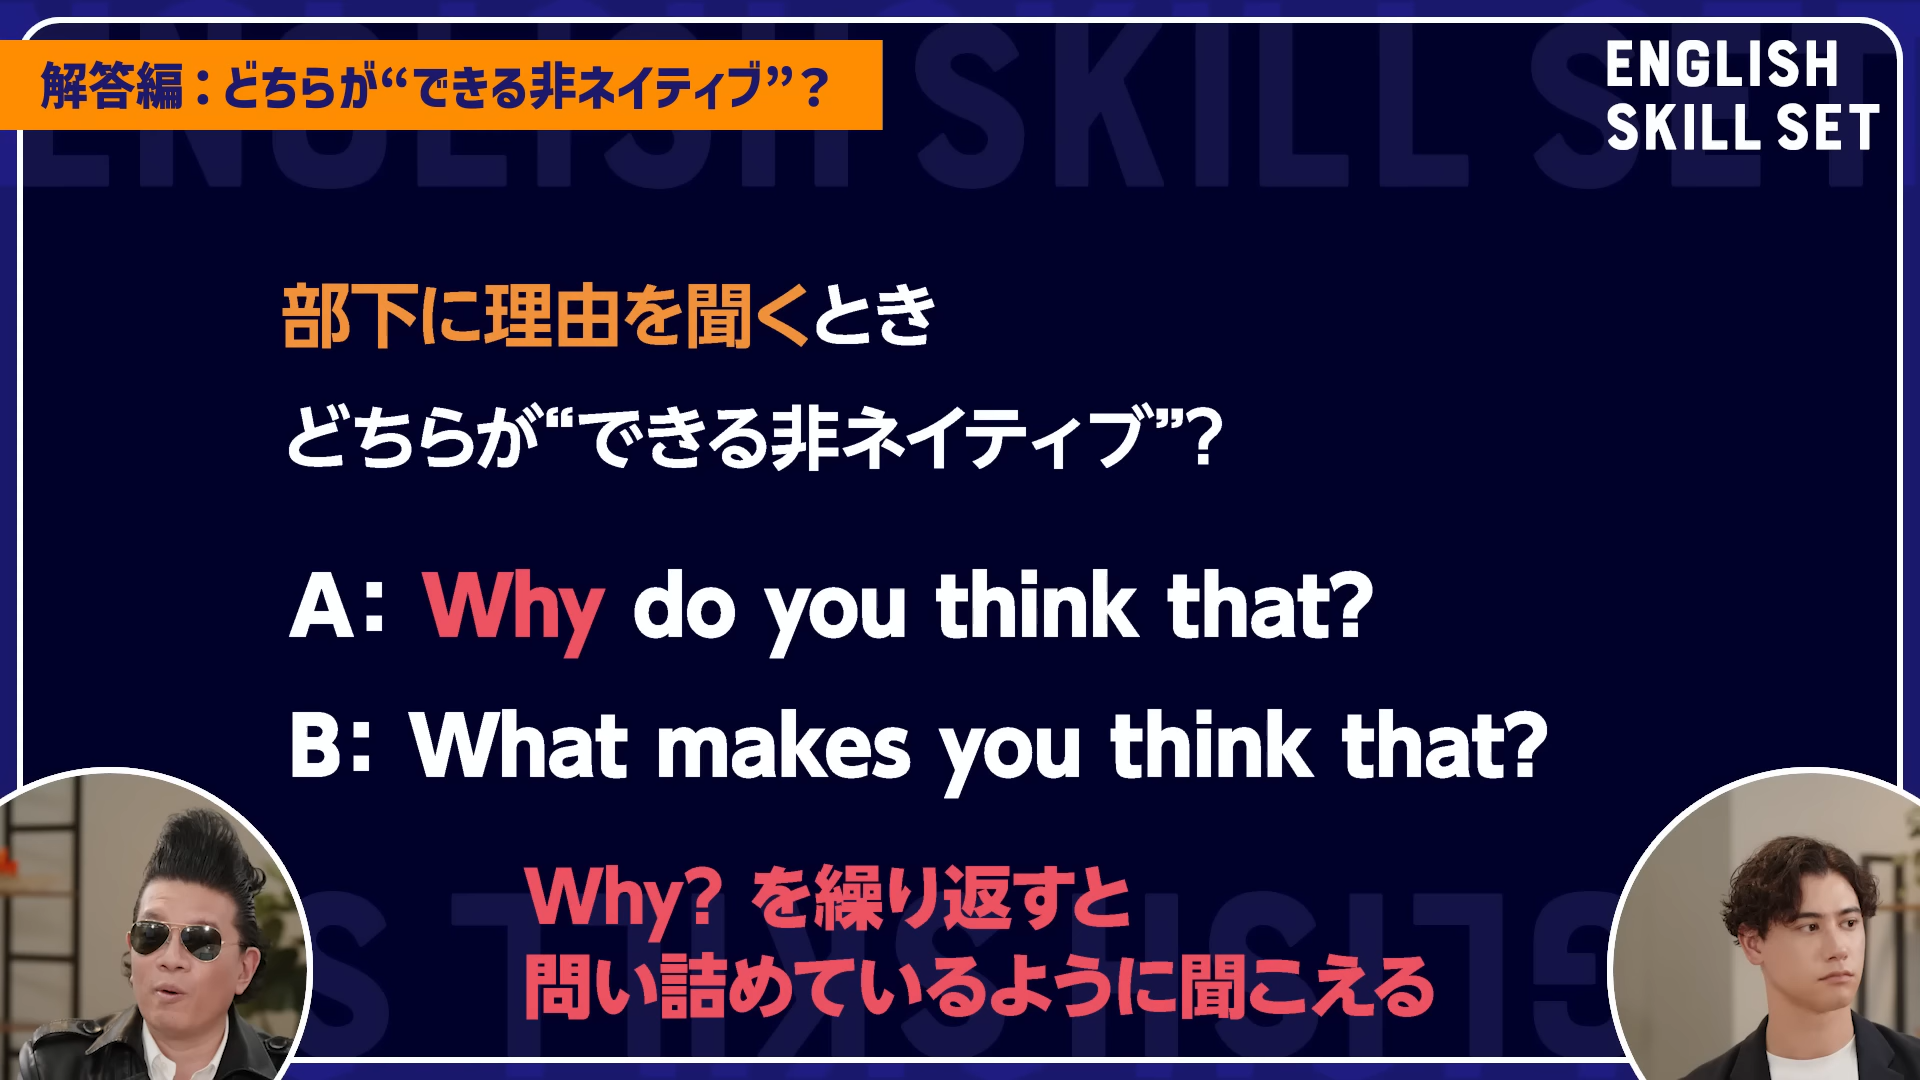 解答編：どちらが“できる非ネイティブ”？
ENGLISH
SKILL SET
部下に理由を聞くとき
どちらが“できる非ネイティブ”？
A: Why do you think that?
B: What makes you think that?
Why? を繰り返すと
問い詰めているように聞こえる